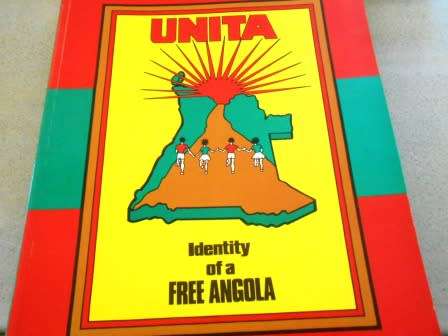 UNITA
Identity
of a
FREE ANGOLA